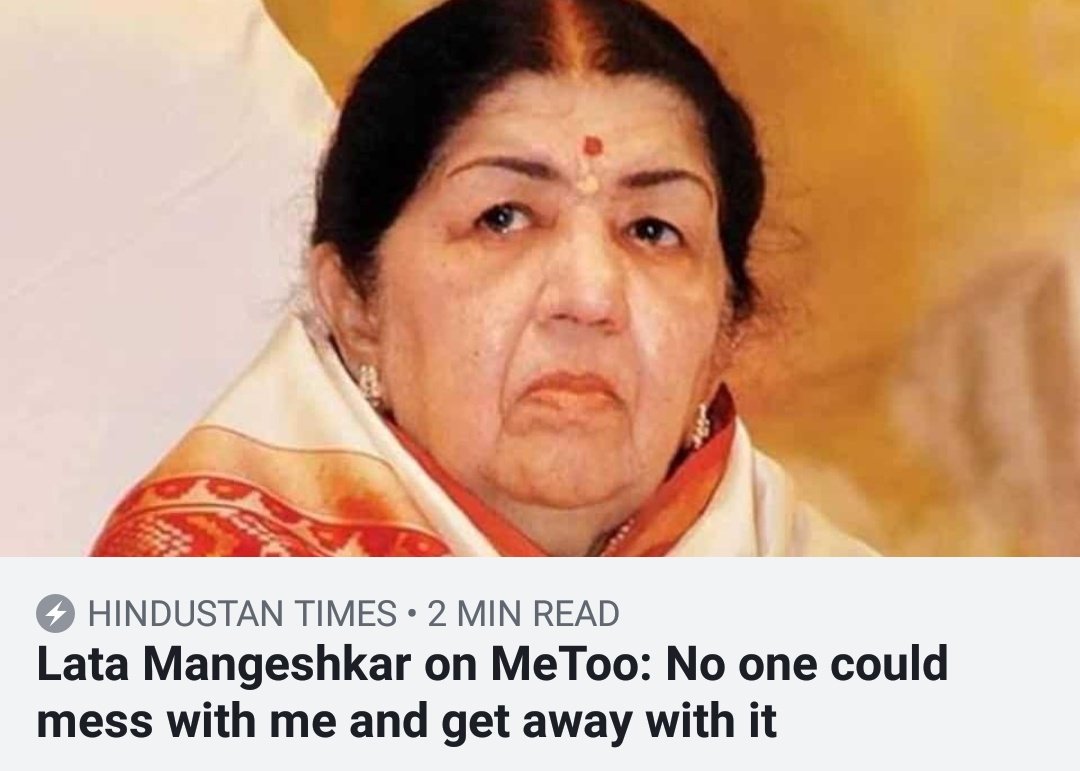 HINDUSTAN TIMES • 2 MIN READ
Lata Mangeshkar on MeToo: No one could
mess with me and get away with it